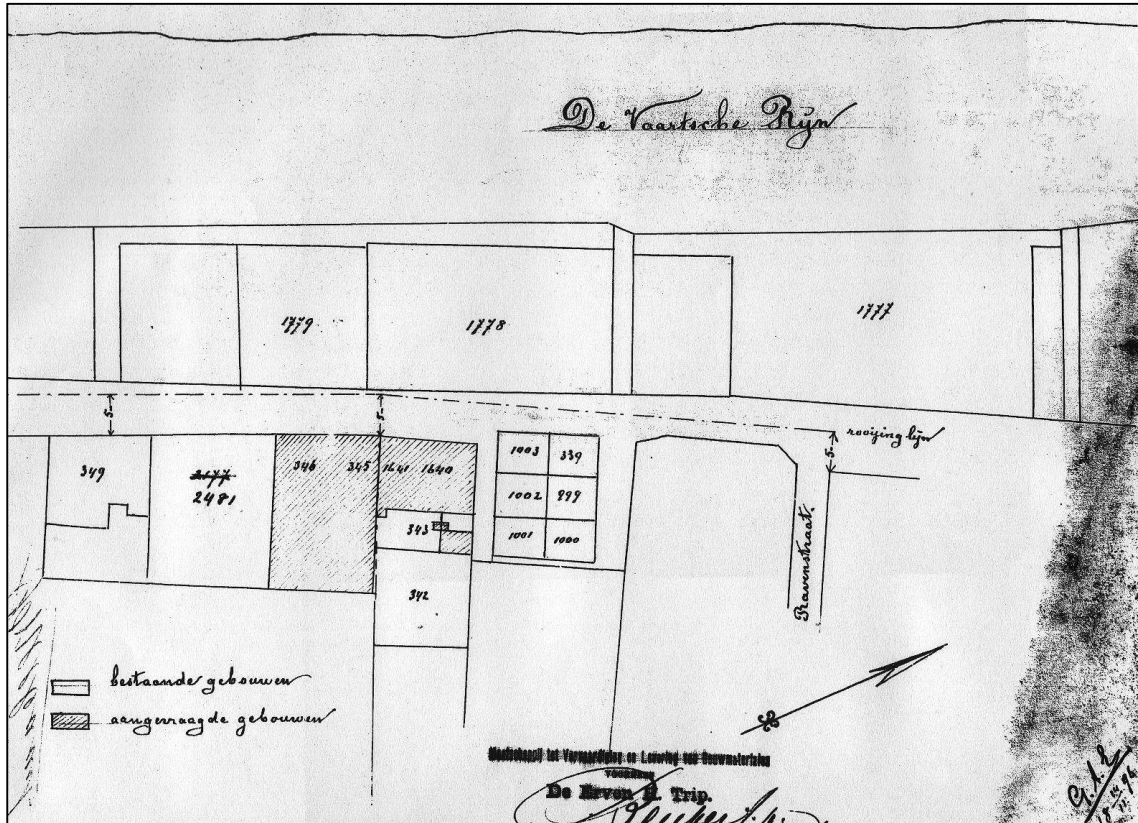 De Vaartsche Rijn
1779
1778
1777
5-
5-
5-
rooijing lijn
349
2177
2481
346
345
1641
1640
1003
339
1002
999
1001
1000
343
342
Ravenstraat.
bestaande gebouwen
aangevraagde gebouwen
Maatschappij tot Vervaardiging en Levering van Bouwmaterialen
voorheen
De Erven H. Trip.